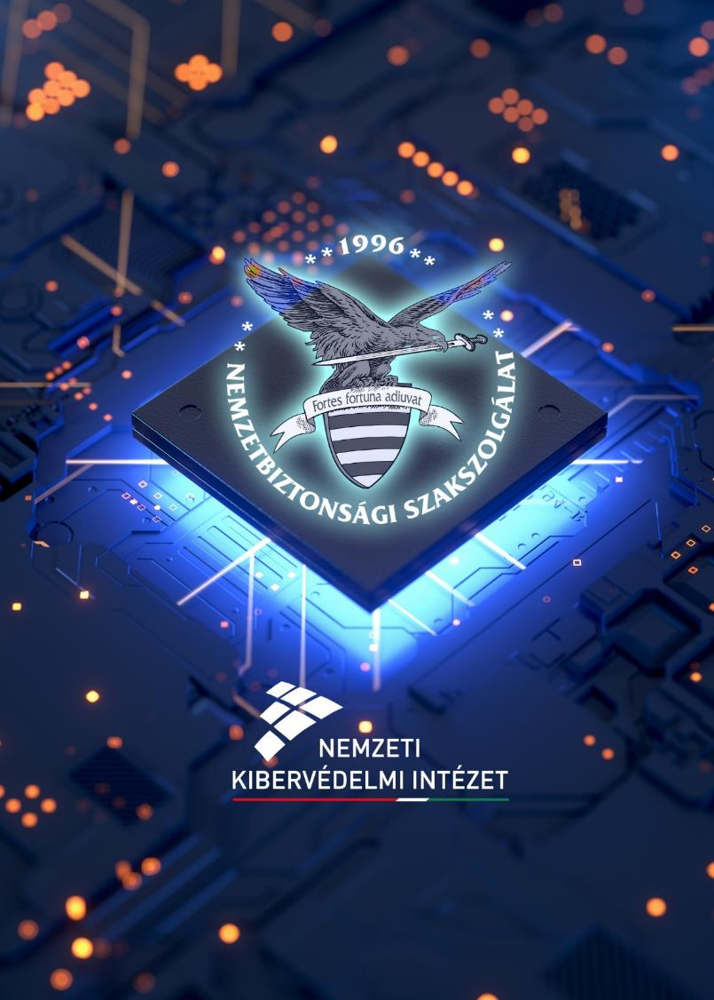 **1996**
** NEMZETBIZTONSÁGI SZAKSZOLGÁLAT **
Fortes fortuna adiuvat
NEMZETI
KIBERVÉDELMI INTÉZET